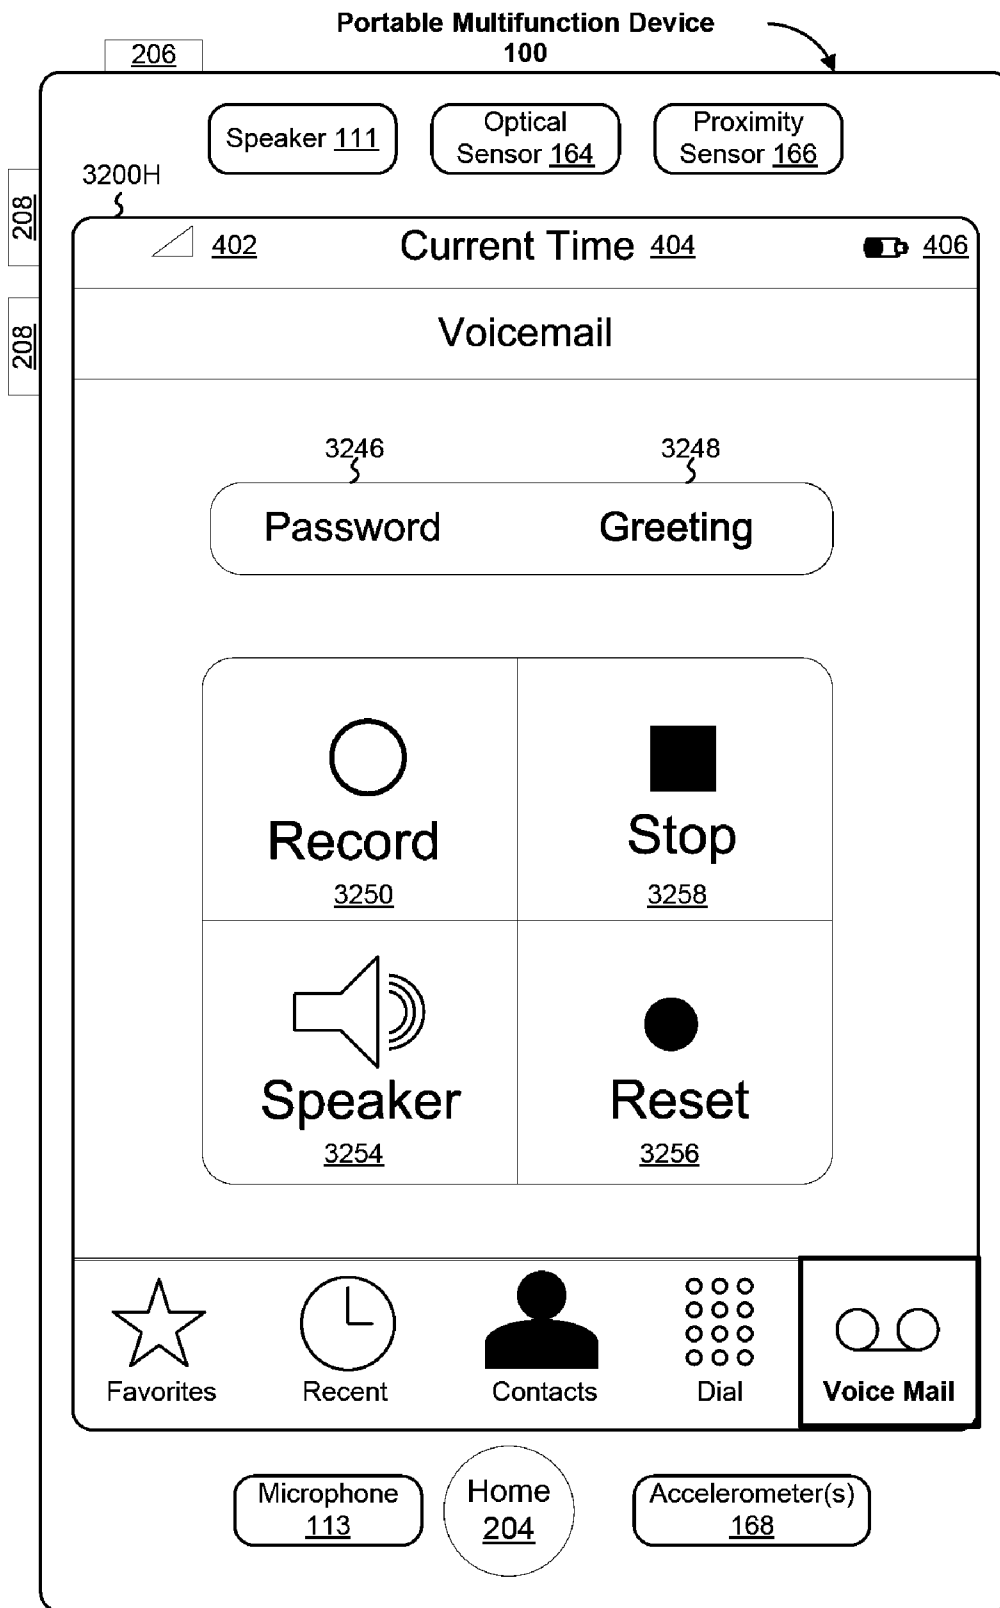 Portable Multifunction Device
100
206
Speaker 111
Optical
Sensor 164
Proximity
Sensor 166
3200H
208
402
Current Time 404
406
208
Voicemail
3246
3248
Password
Greeting
Record
3250
Stop
3258
Speaker
3254
Reset
3256
Favorites
Recent
Contacts
Dial
Voice Mail
Microphone
113
Home
204
Accelerometer(s)
168